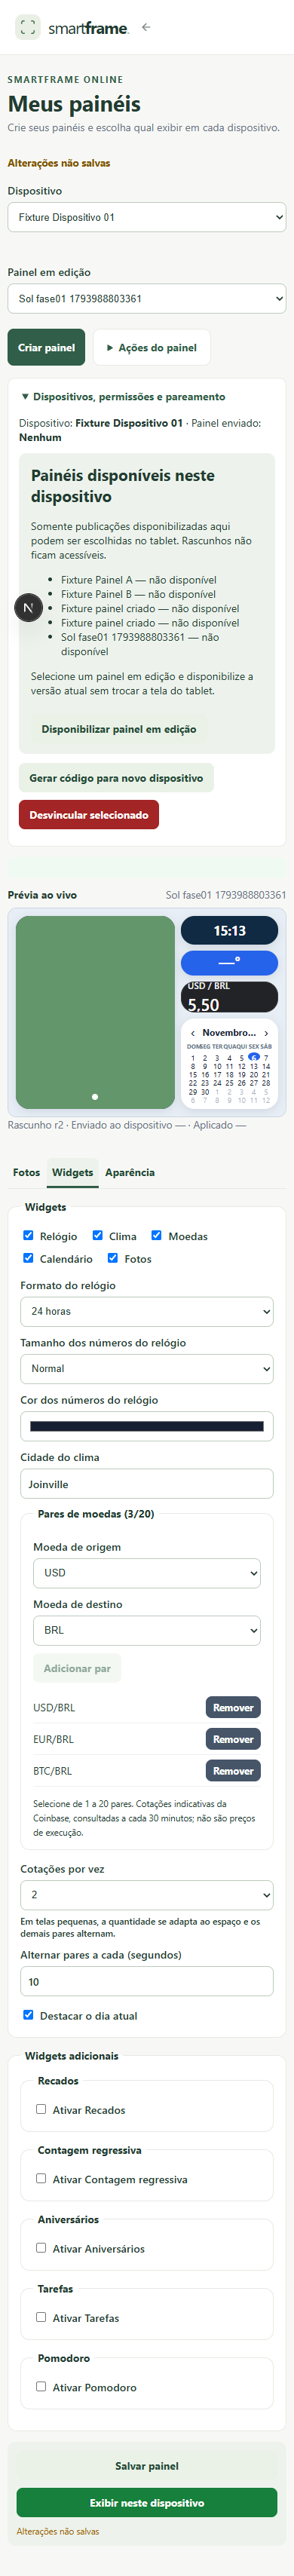 smartframe.
SMARTFRAME ONLINE
Meus painéis
Crie seus painéis e escolha qual exibir em cada dispositivo.
Alterações não salvas
Dispositivo
Fixture Dispositivo 01
Painel em edição
Sol fase01 1793988803361
Criar painel
Ações do painel
Dispositivos, permissões e pareamento
Dispositivo: Fixture Dispositivo 01 · Painel enviado:
Nenhum
Painéis disponíveis neste
dispositivo
Somente publicações disponibilizadas aqui
podem ser escolhidas no tablet. Rascunhos não
ficam acessíveis.
Fixture Painel A — não disponível
Fixture Painel B — não disponível
Fixture painel criado — não disponível
Fixture painel criado — não disponível
Sol fase01 1793988803361 — não
disponível
N
Selecione um painel em edição e disponibilize a
versão atual sem trocar a tela do tablet.
Disponibilizar painel em edição
Gerar código para novo dispositivo
Desvincular selecionado
Prévia ao vivo
Sol fase01 1793988803361
15:13
—°
USD / BRL
5,50
‹ Novembro... ›
DOM SEG TER QUA QUI SEX SÁB
1 2 3 4 5 6 7
8 9 10 11 12 13 14
15 16 17 18 19 20 21
22 23 24 25 26 27 28
29 30 1 2 3 4 5
6 7 8 9 10 11 12
Rascunho r2 · Enviado ao dispositivo — · Aplicado —
Fotos
Widgets
Aparência
Widgets
Relógio
Clima
Moedas
Calendário
Fotos
Formato do relógio
24 horas
Tamanho dos números do relógio
Normal
Cor dos números do relógio
Cidade do clima
Joinville
Pares de moedas (3/20)
Moeda de origem
USD
Moeda de destino
BRL
Adicionar par
USD/BRL
Remover
EUR/BRL
Remover
BTC/BRL
Remover
Selecione de 1 a 20 pares. Cotações indicativas da
Coinbase, consultadas a cada 30 minutos; não são preços
de execução.
Cotações por vez
2
Em telas pequenas, a quantidade se adapta ao espaço e os
demais pares alternam.
Alternar pares a cada (segundos)
10
Destacar o dia atual
Widgets adicionais
Recados
Ativar Recados
Contagem regressiva
Ativar Contagem regressiva
Aniversários
Ativar Aniversários
Tarefas
Ativar Tarefas
Pomodoro
Ativar Pomodoro
Salvar painel
Exibir neste dispositivo
Alterações não salvas